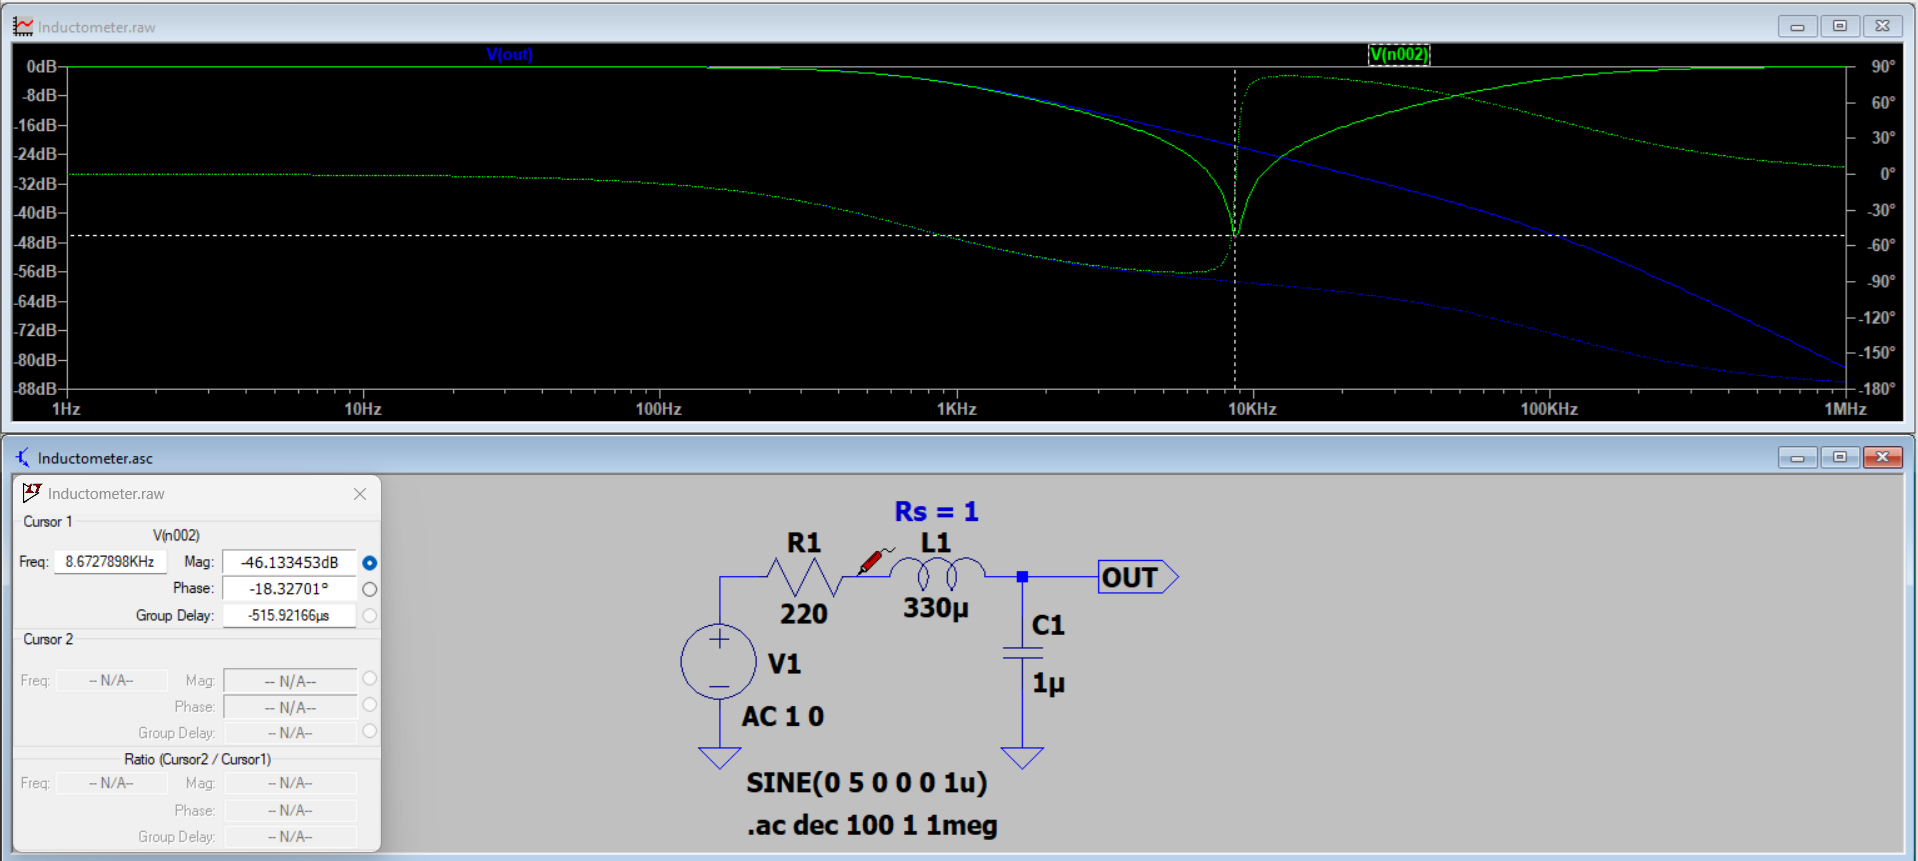 Inductometer.raw
V(out) V(n002)
0dB 90°
-8dB 60°
-16dB 30°
-24dB 0°
-32dB -30°
-40dB -60°
-48dB -90°
-56dB -120°
-64dB -150°
-72dB -180°
-80dB
-88dB
1Hz 10Hz 100Hz 1KHz 10KHz 100KHz 1MHz
Inductometer.asc
Inductometer.raw
Cursor 1
V(n002)
Freq: 8.6727898KHz Mag: -46.133453dB
Phase: -18.32701°
Group Delay: -515.92166µs
Cursor 2
Freq: -- N/A-- Mag: -- N/A--
Phase: -- N/A--
Group Delay: -- N/A--
Ratio (Cursor2 / Cursor1)
Freq: -- N/A-- Mag: -- N/A--
Phase: -- N/A--
Group Delay: -- N/A--
Rs = 1
R1 L1
220 330µ
OUT
C1
1µ
V1
AC 1 0
SINE(0 5 0 0 0 1u)
.ac dec 100 1 1meg